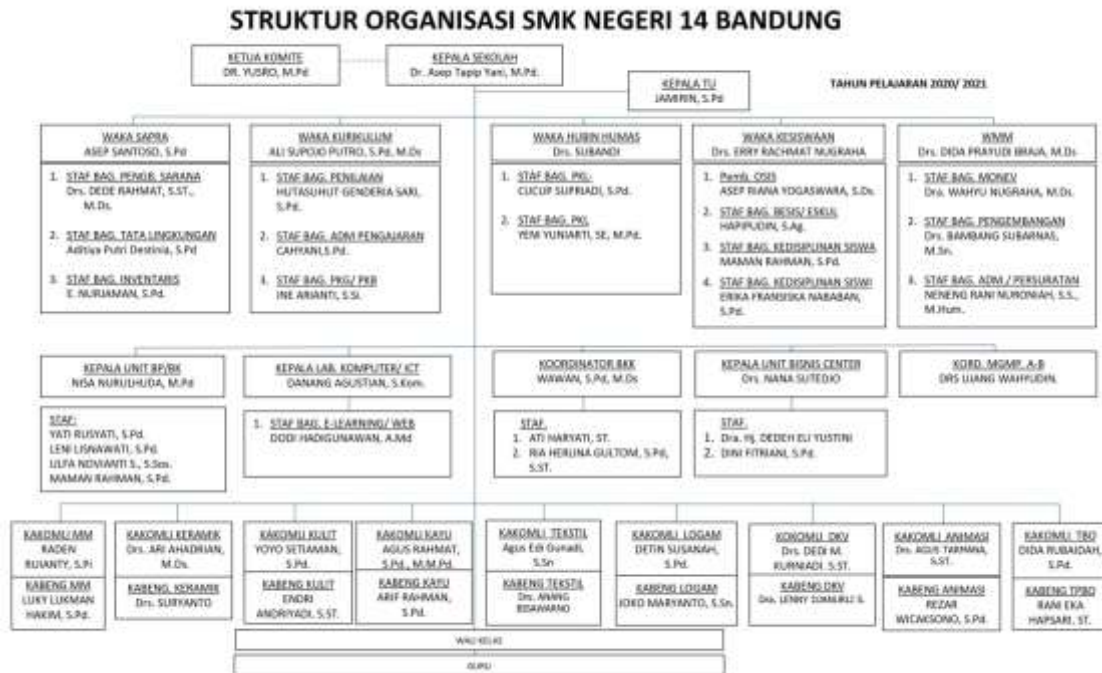 STRUKTUR ORGANISASI SMK NEGERI 14 BANDUNG
KETUA KOMITE
DR. YUSRO, M.Pd
KEPALA SEKOLAH
Dr. Asep Tapip Yani, M.Pd.
KEPALA TU
JAMIRIN, S.Pd
TAHUN PELAJARAN 2020/ 2021
WAKA SAPRA
ASEP SANTOSO, S.Pd
1. STAF BAG. PENGB. SARANA
Drs. DEDE RAHMAT, S.ST.,
M.Ds.
2. STAF BAG. TATA LINGKUNGAN
Aditiya Putri Destinia, S.Pd
3 STAF BAG. INVENTARIS
E. NURJAMAN, S.Pd.
WAKA KURIKULUM
ALI SUPOJO PUTRO, S.Pd, M.Ds
1. STAF BAG. PENILAIAN
HUTASUHUT GENDERIA SARI,
S.Pd.
2. STAF BAG. ADM PENGAJARAN
CAHYANI,S.Pd.
3. STAF BAG. PKG/ PKB
INE ARIANTI, S.Si.
WAKA HUBIN HUMAS
Drs. SUBANDI
1. STAF BAG. PKL-
CUCUP SUPRIADI, S.Pd.
2. STAF BAG. PKL
YENI YUNIARTI, SE, M.Pd.
WAKA KESISWAAN
Drs. ERRY RACHMAT NUGRAHA
1. Pemb. OSIS
ASEP RIANA YOGASWARA, S.Ds.
2. STAF BAG. BESIS/ ESKUL
HAPIPUDIN, S.Ag.
3 STAF BAG. KEDISIPUNAN SISWA
MAMAN RAHMAN, S.Pd.
4. STAF BAG. KEDISIPUNAN SISWI
ERIKA FRANSISKA NABABAN,
S.Pd.
WMM
Drs. DIDA PRAYUDI BRAJA, M.Ds
1. STAF BAG. MONEV
Dra. WAHYU NUGRAHA, M.Ds.
2. STAF BAG. PENGEMBANGAN
Drs. BAMBANG SUBARNAS,
M.Sn.
3 STAF BAG. ADM / PERSURATAN
NENENG RANI NURONIAH, S.S.,
M.Hum.
KEPALA UNIT BP/BK
NISA NURULHUDA, M.Pd
STAF:
YATI RUSYATI, S.Pd.
LENI LISNAWATI, S.Pd.
ULFA NOVIANTI S., S.Sos.
MAMAN RAHMAN, S.Pd.
KEPALA LAB. KOMPUTER/ ICT
DANANG AGUSTIAN, S.Kom.
1. STAF BAG. E-LEARNING/ WEB
DODI HADIGUNAWAN, A.Md
KOORDINATOR BKK
WAWAN, S.Pd, M.Ds
STAF.
1. ATI HARYATI, ST.
2. RIA HERLINA GULTOM, S.Pd,
S.ST.
KEPALA UNIT BISNIS CENTER
Drs. NANA SUTEDJO
STAF.
1. Dra. Hj. DEDEH ELI YUSTINI
2. DINI FITRIANI, S.Pd.
KORD. MGMP A-B
DRS UJANG WAHYUDIN.
KAKOMLI MM
RADEN
RUIANTY, S.Pi
KABENG MM
LUKY LUKMAN
HAKIM, S.Pd.
KAKOMLI KERAMIK
Drs. ARI AHADRIAN,
M.Ds.
KABENG. KERAMIK
Drs. SURYANTO
KAKOMLI KULIT
YOYO SETIAMAN,
S.Pd.
KABENG KULIT
ENDRI
ANDRIYADI, S.ST.
KAKOMLI KAYU
AGUS RAHMAT,
S.Pd., M.M.Pd.
KABENG KAYU
ARIF RAHMAN,
S.Pd.
KAKOMLI TEKSTIL
Agus Edi Gunadi,
S.Sn
KABENG TEKSTIL
Drs. ANANG
KAKOMLI LOGAM
DETIN SUSANAH,
S.Pd.
KABENG LOGAM
JOKO MARYANTO, S.Sn.
KOKOMLI DKV
Drs. DEDI M.
KURNIADI. S.ST.
KABENG DKV
Dra. LENNY
KAKOMLI ANIMASI
Drs. AGUS TARMANA,
S.ST.
KABENG ANIMASI
REZAR
WICAKSONO, S.Pd.
KAKOMLI TBO
DIDA RUBAIDAH,
S.Pd.
KABENG TPBO
RANI EKA
HAPSARI, ST.
WALI KELAS
GURU